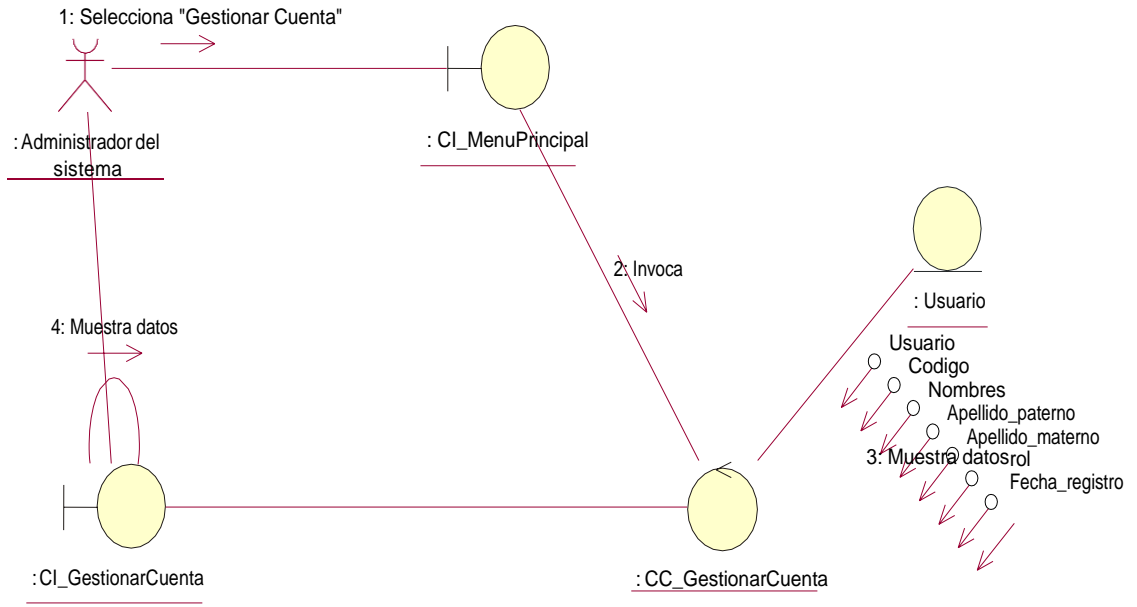 1: Selecciona "Gestionar Cuenta"
: Administrador del
sistema
: CI_MenuPrincipal
2: Invoca
: Usuario
4: Muestra datos
Usuario
Codigo
Nombres
Apellido_paterno
Apellido_materno
3: Muestra datos
rol
Fecha_registro
: CI_GestionarCuenta
: CC_GestionarCuenta